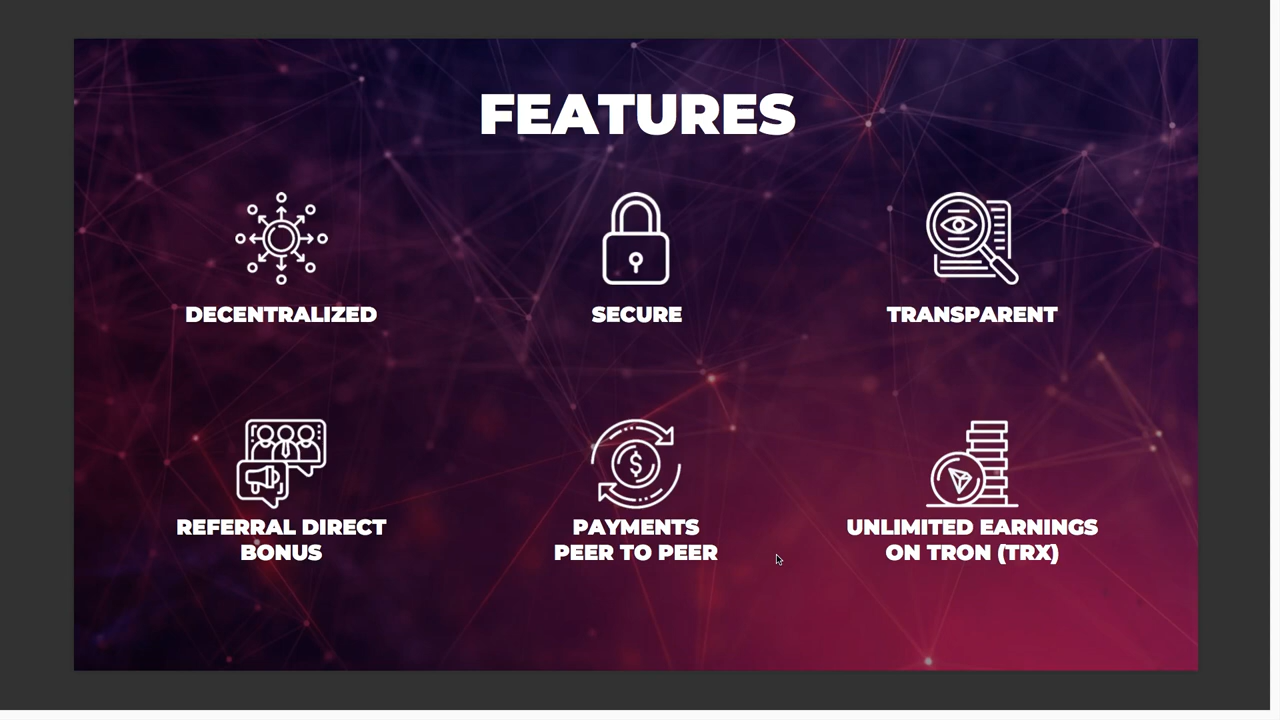 FEATURES
DECENTRALIZED
SECURE
TRANSPARENT
REFERRAL DIRECT
BONUS
PAYMENTS
PEER TO PEER
UNLIMITED EARNINGS
ON TRON (TRX)